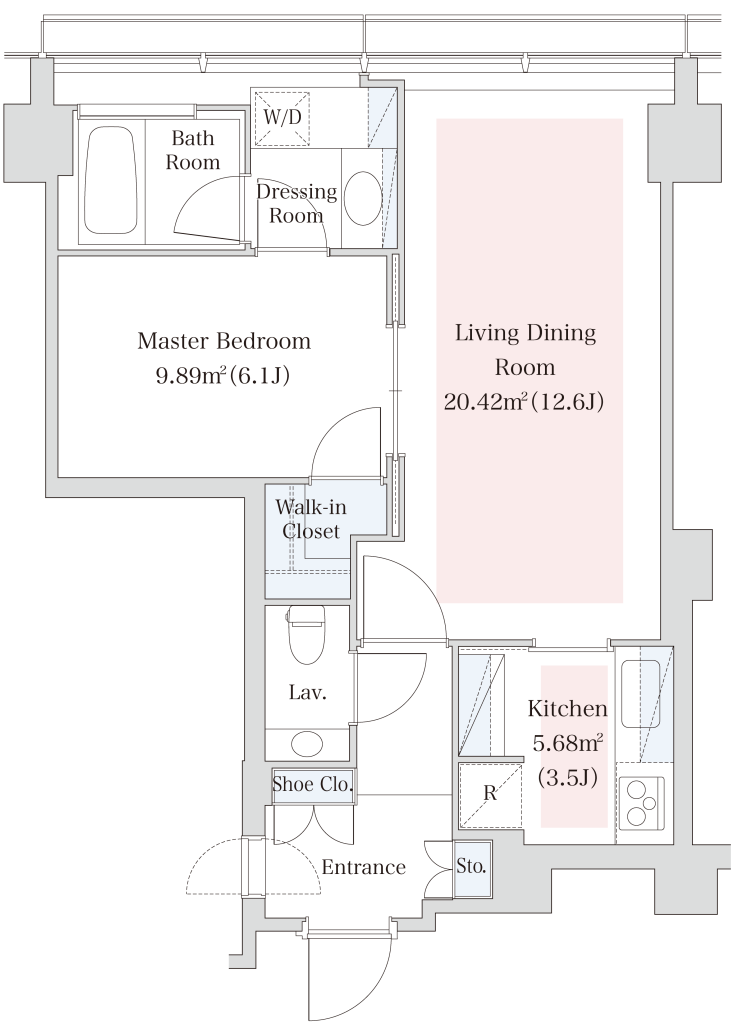 W/D
Bath
Room
Dressing
Room
Master Bedroom
9.89m²(6.1J)
Living Dining
Room
20.42m²(12.6J)
Walk-in
Closet
Lav.
Kitchen
5.68m²
(3.5J)
Shoe Clo.
R
Entrance
Sto.